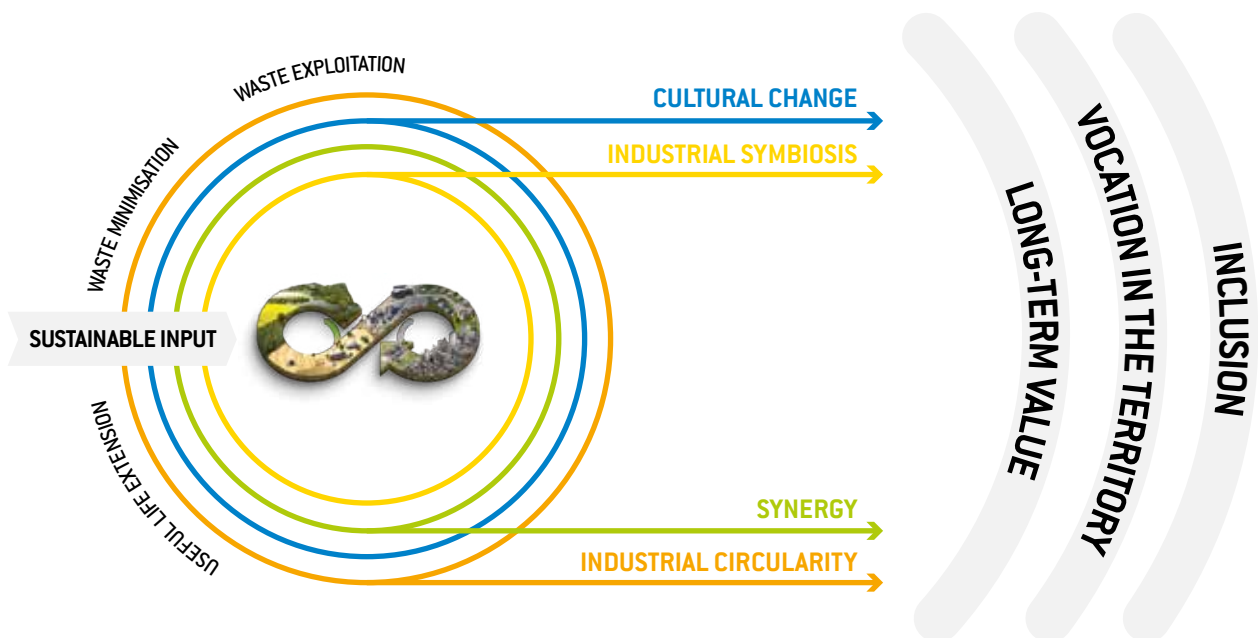 WASTE EXPLOITATION
WASTE MINIMISATION
SUSTAINABLE INPUT
USEFUL LIFE EXTENSION
CULTURAL CHANGE
INDUSTRIAL SYMBIOSIS
SYNERGY
INDUSTRIAL CIRCULARITY
LONG-TERM VALUE
VOCATION IN THE TERRITORY
INCLUSION